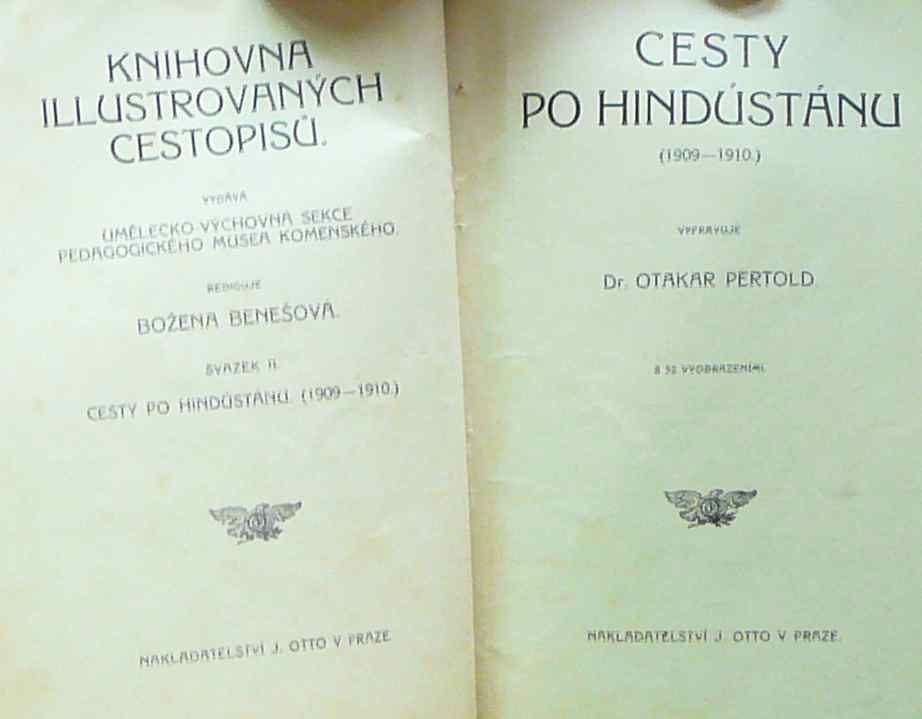 KNIHOVNA
ILLUSTROVANÝCH
CESTOPISŮ.
VYDÁVÁ
UMĚLECKO-VÝCHOVNÁ SEKCE
PEDAGOGICKÉHO MUSEA KOMENSKÉHO.
REDIGUJE
BOŽENA BENEŠOVÁ.
SVAZEK II.
CESTY PO HINDÚSTÁNU. (1909—1910.)
NAKLADATELSTVÍ J. OTTO V PRAZE
CESTY
PO HINDÚSTÁNU
(1909—1910.)
VYPRAVUJE
Dr. OTAKAR PERTOLD
S 52 VYOBRAZENÍMI.
NAKLADATELSTVÍ J. OTTO V PRAZE.